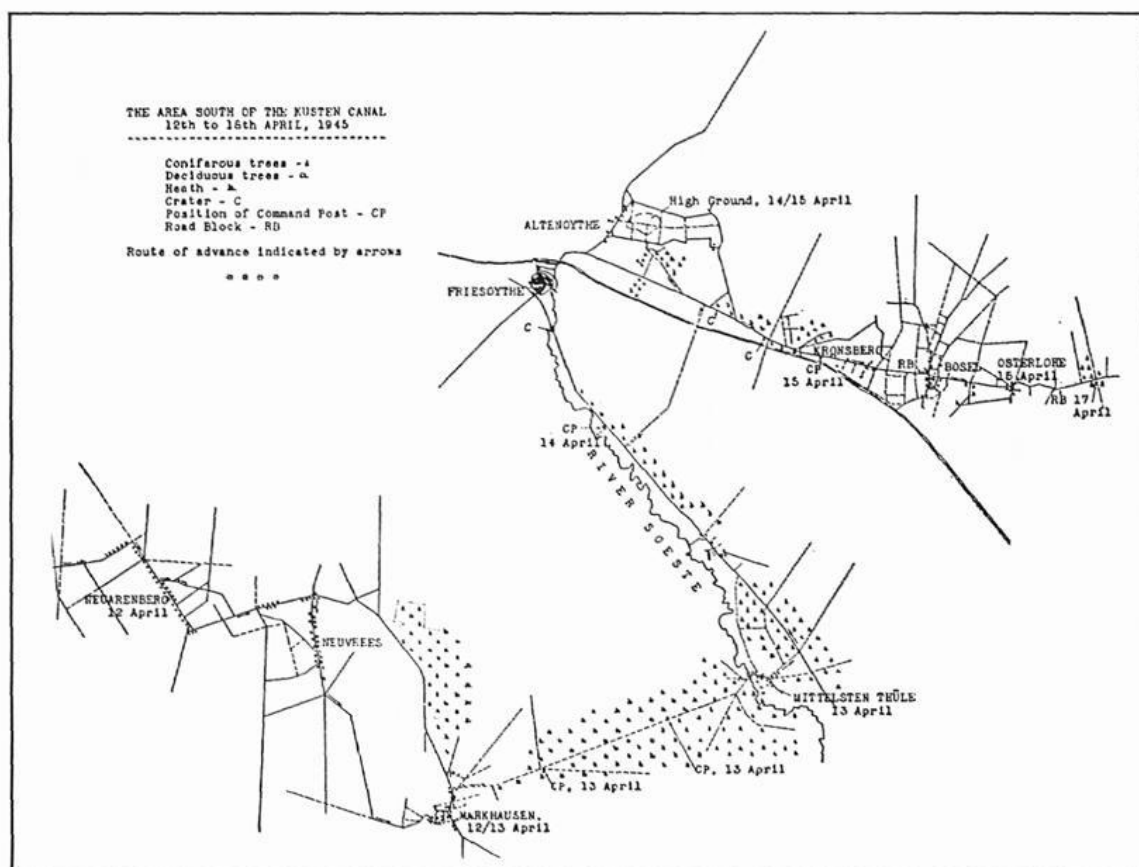 THE AREA SOUTH OF THE KUSTEN CANAL
12th to 18th APRIL, 1945
Coniferous trees -
Deciduous trees -
Heath -
Crater - C
Position of Command Post - CP
Road Block - RB
Route of advance indicated by arrows
High Ground, 14/15 April
ALTENOYTHE
FRIESOYTHE
C
C
C
KRONSBERG
CP
15 April
RB
BOSEL
OSTERLOHE
16 April
RB 17
April
CP
14 April
RIVER SOESTE
NEUARENBERG
12 April
NEUVREES
MITTELSTEN THÜLE
13 April
CP, 13 April
CP, 13 April
MARKHAUSEN,
12/13 April